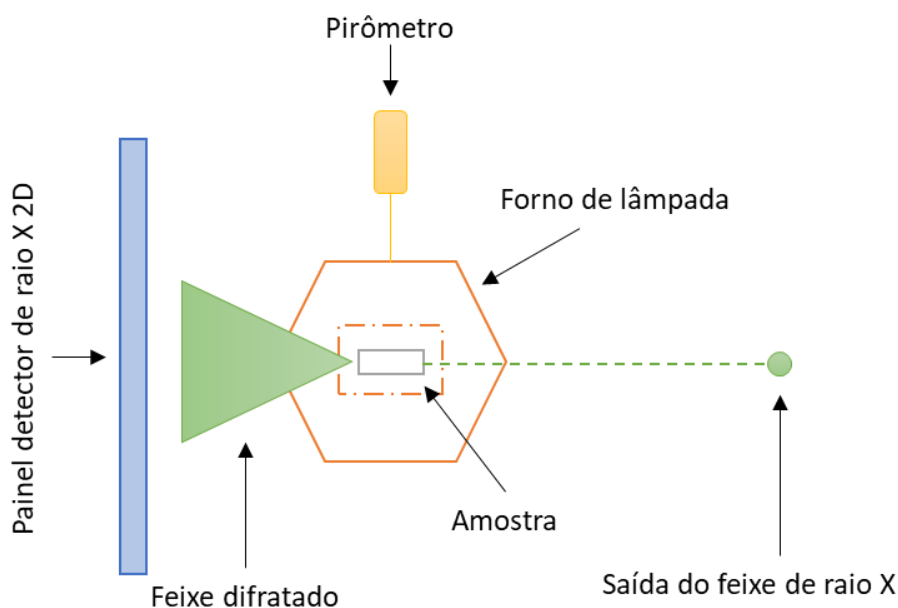 Pirômetro
Forno de lâmpada
Painel detector de raio X 2D
Amostra
Feixe difratado
Saída do feixe de raio X